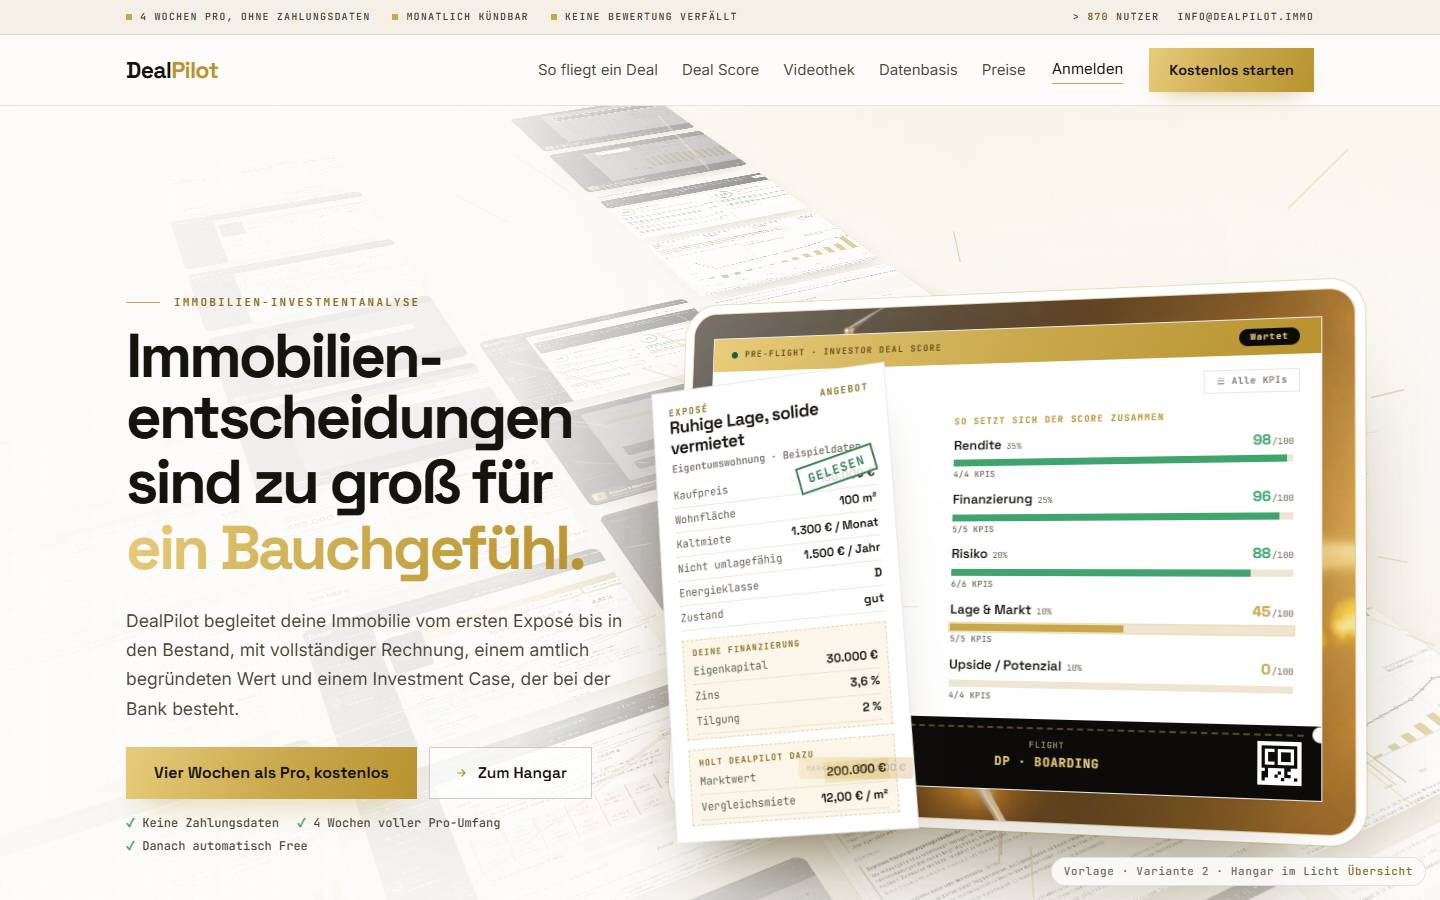 4 WOCHEN PRO, OHNE ZAHLUNGSDATEN
MONATLICH KÜNDBAR
KEINE BEWERTUNG VERFÄLLT
> 870 NUTZER
INFO@DEALPILOT.IMMO
DealPilot
So fliegt ein Deal
Deal Score
Videothek
Datenbasis
Preise
Anmelden
Kostenlos starten
IMMOBILIEN-INVESTMENTANALYSE
Immobilien-
entscheidungen
sind zu groß für
ein Bauchgefühl.
DealPilot begleitet deine Immobilie vom ersten Exposé bis in
den Bestand, mit vollständiger Rechnung, einem amtlich
begründeten Wert und einem Investment Case, der bei der
Bank besteht.
Vier Wochen als Pro, kostenlos
→ Zum Hangar
✓ Keine Zahlungsdaten
✓ 4 Wochen voller Pro-Umfang
✓ Danach automatisch Free
PRE-FLIGHT · INVESTOR DEAL SCORE
Wartet
☰ Alle KPIs
SO SETZT SICH DER SCORE ZUSAMMEN
Rendite 35% 98/100
4/4 KPIS
Finanzierung 25% 96/100
5/5 KPIS
Risiko 20% 88/100
6/6 KPIS
Lage & Markt 10% 45/100
5/5 KPIS
Upside / Potenzial 10% 0/100
4/4 KPIS
FLIGHT
DP · BOARDING
EXPOSÉ
ANGEBOT
Ruhige Lage, solide
vermietet
Eigentumswohnung · Beispieldaten
GELESEN
Kaufpreis €
Wohnfläche 100 m²
Kaltmiete 1.300 € / Monat
Nicht umlagefähig 1.500 € / Jahr
Energieklasse D
Zustand gut
DEINE FINANZIERUNG
Eigenkapital 30.000 €
Zins 3,6 %
Tilgung 2 %
HOLT DEALPILOT DAZU
Marktwert 200.000 €
Vergleichsmiete 12,00 € / m²
Vorlage · Variante 2 · Hangar im Licht Übersicht